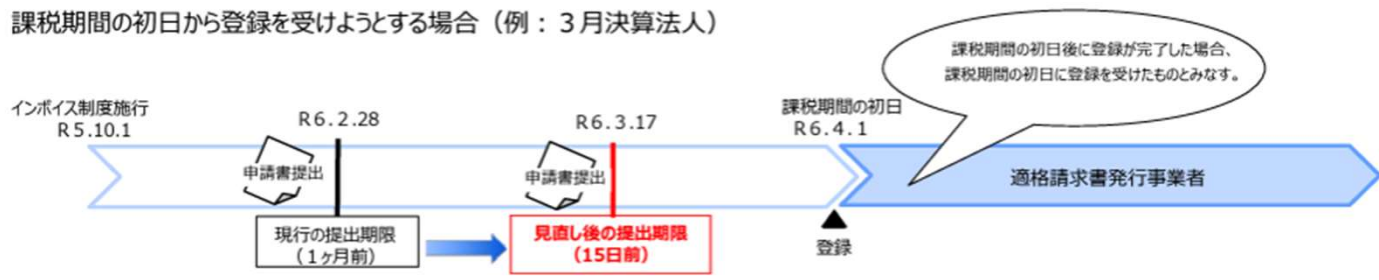 課税期間の初日から登録を受けようとする場合（例：３月決算法人）
課税期間の初日後に登録が完了した場合、
課税期間の初日に登録を受けたものとみなす。
インボイス制度施行
R５.10.１
R６.２.28
R６.３.17
課税期間の初日
R６.４.１
申請書提出
申請書提出
適格請求書発行事業者
現行の提出期限
（１ヶ月前）
見直し後の提出期限
（15日前）
登録